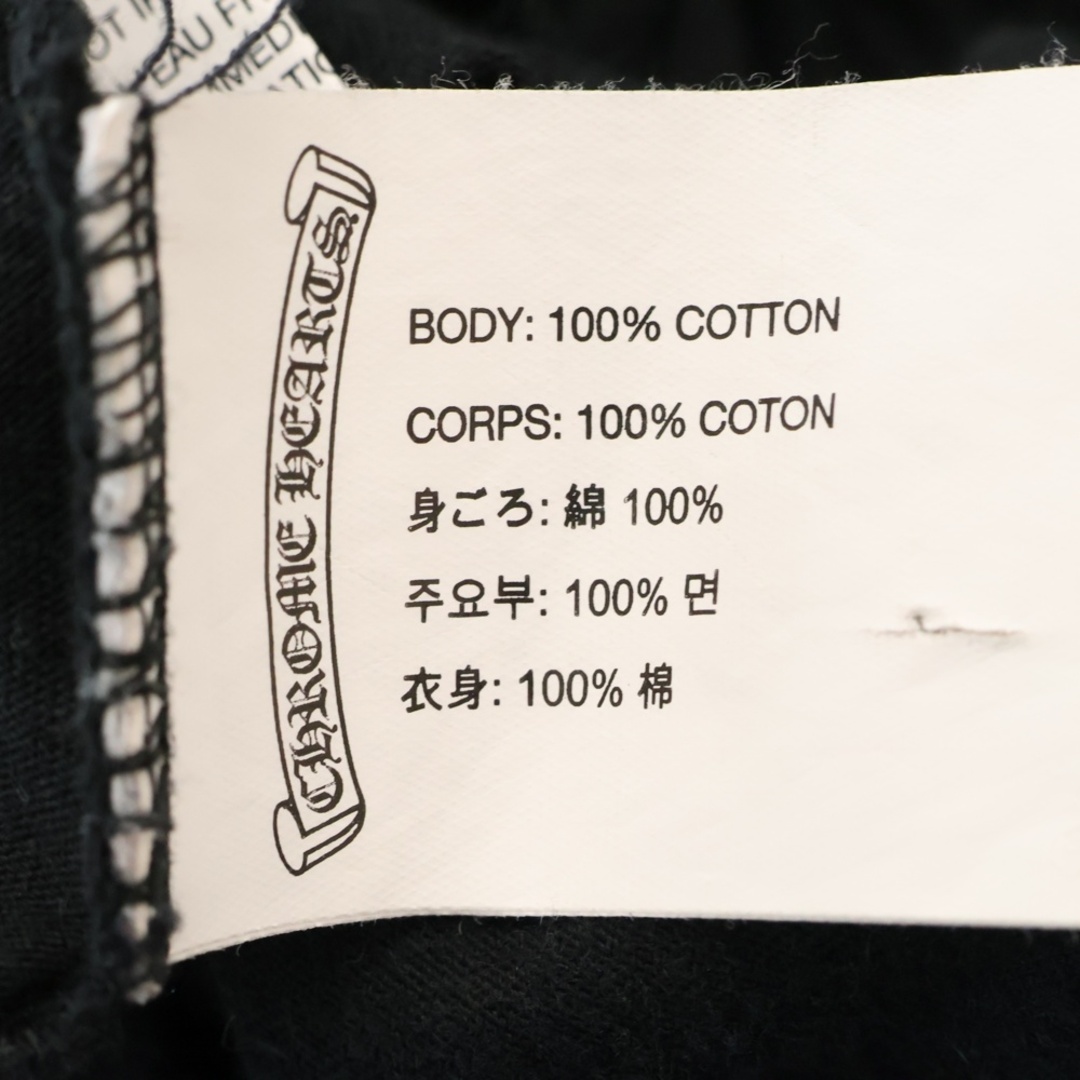 EAU
CHROME HEARTS
BODY: 100% COTTON
CORPS: 100% COTON
身ごろ: 綿 100%
주요부: 100% 면
衣身: 100% 棉